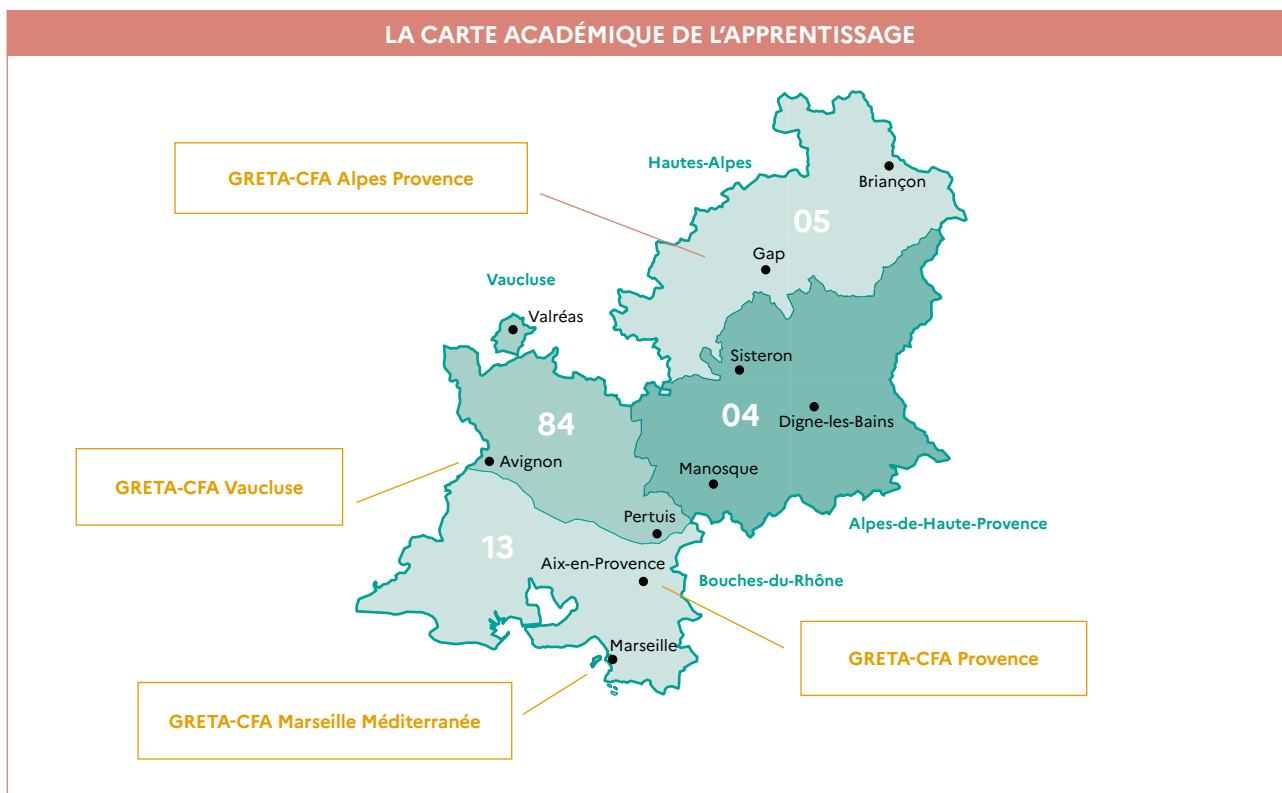 LA CARTE ACADÉMIQUE DE L'APPRENTISSAGE
GRETA-CFA Alpes Provence
Hautes-Alpes
Briançon
05
Gap
Vaucluse
Valréas
Sisteron
04
Digne-les-Bains
84
Avignon
Manosque
GRETA-CFA Vaucluse
Pertuis
Alpes-de-Haute-Provence
13
Aix-en-Provence
Bouches-du-Rhône
Marseille
GRETA-CFA Provence
GRETA-CFA Marseille Méditerranée